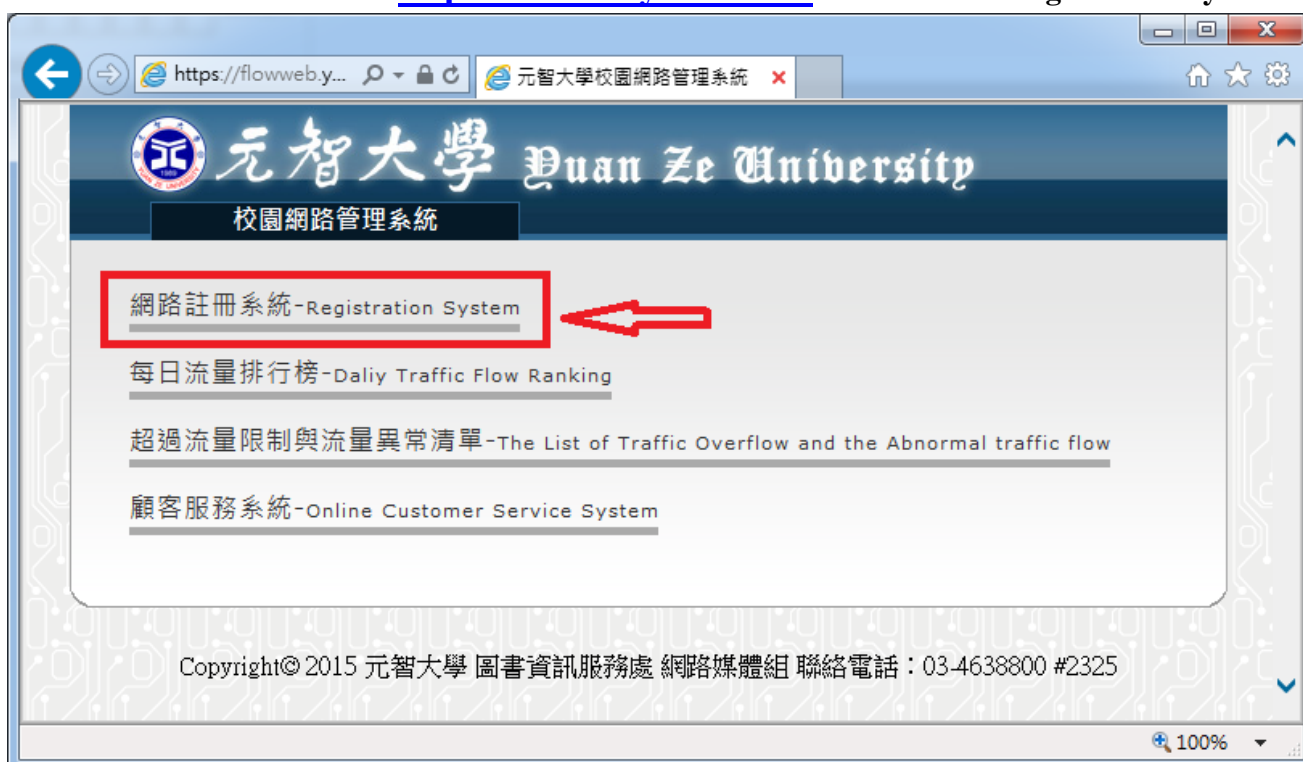 https://flowweb.y...
元智大學校園網路管理系統
元智大學 Yuan Ze University
校園網路管理系統
網路註冊系統-Registration System
每日流量排行榜-Daliy Traffic Flow Ranking
超過流量限制與流量異常清單-The List of Traffic Overflow and the Abnormal traffic flow
顧客服務系統-Online Customer Service System
Copyright© 2015 元智大學 圖書資訊服務處 網路媒體組 聯絡電話：03-4638800 #2325
100%